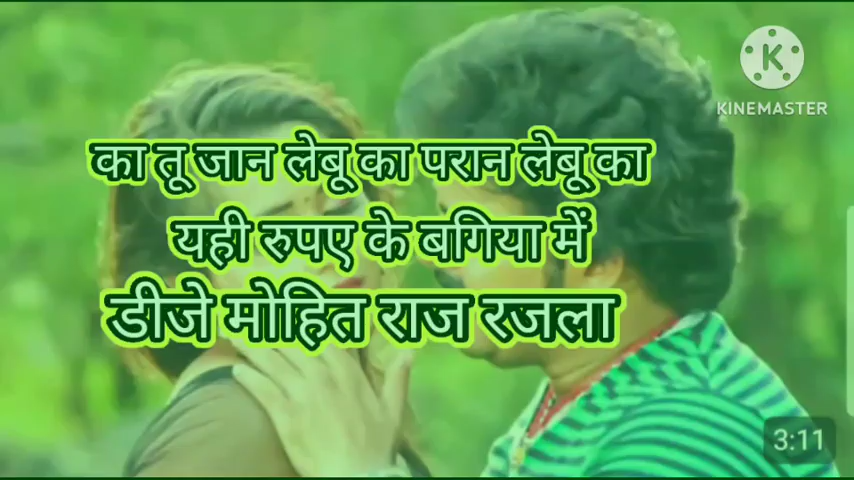 K
KINEMASTER
का तू जान लेबू का परान लेबू का
यही रुपए के बगिया में
डीजे मोहित राज रजला
3:11